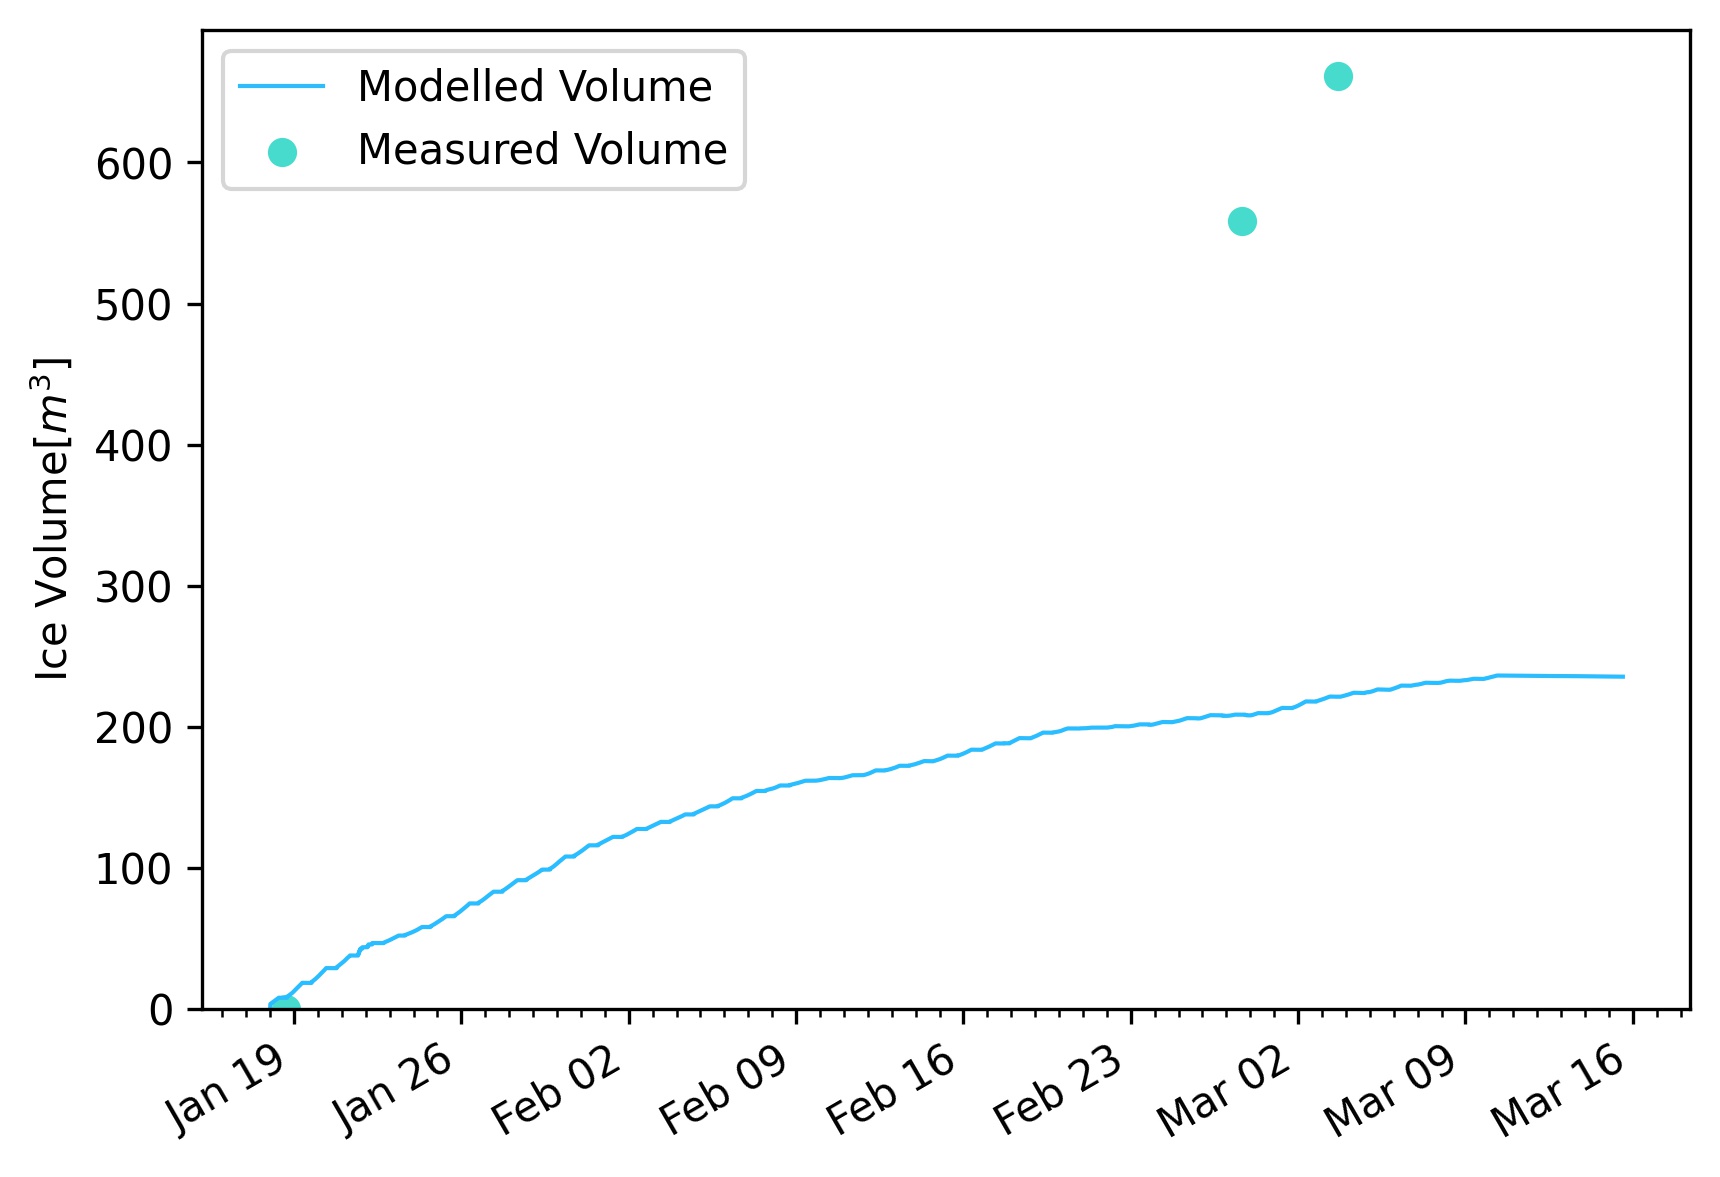 Modelled Volume
Measured Volume
Ice Volume[$m^3$]
600
500
400
300
200
100
0
Jan 19
Jan 26
Feb 02
Feb 09
Feb 16
Feb 23
Mar 02
Mar 09
Mar 16